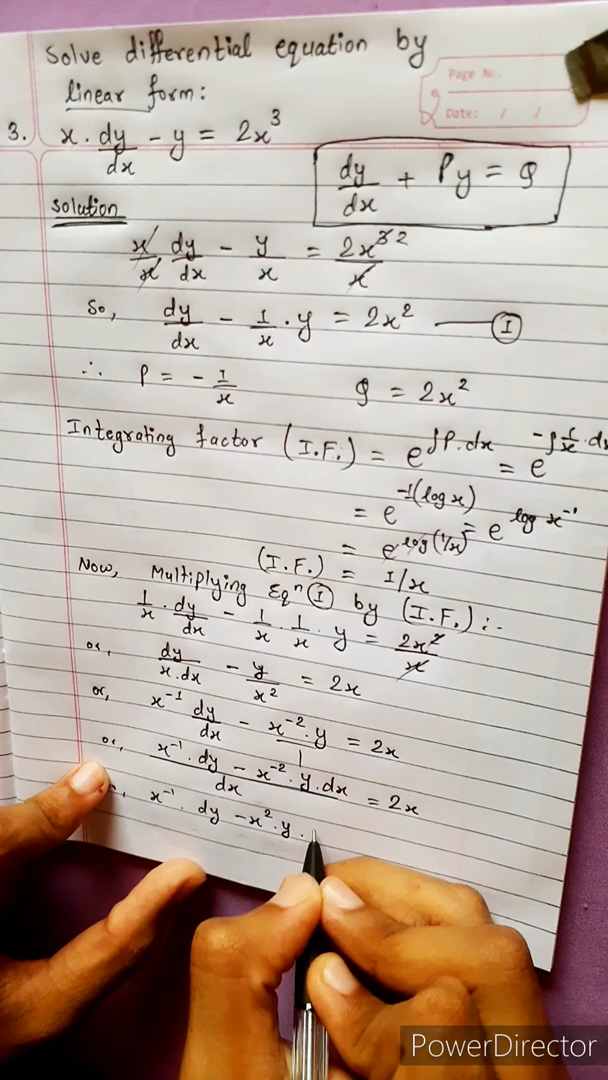 Solve differential equation by
linear form:
Page No.
Date: / /
3. x . dy/dx - y = 2x³
dy/dx + Py = Q
Solution
x/x dy/dx - y/x = 2x³ ²/x
So, dy/dx - 1/x . y = 2x² —— (I)
∴ P = - 1/x Q = 2x²
Integrating factor (I.F.) = e^∫P.dx = e^-∫1/x . dx
= e^-1(log x) = e^log x⁻¹
= e^log(1/x)
(I.F.) = 1/x
Now, Multiplying Eqⁿ (I) by (I.F.) :-
1/x . dy/dx - 1/x . 1/x . y = 2x²/x
or, dy/x.dx - y/x² = 2x
or, x⁻¹ dy/dx - x⁻² . y/1 = 2x
or, x⁻¹ . dy - x⁻² . y . dx/dx = 2x
x⁻¹ . dy - x² . y .
PowerDirector